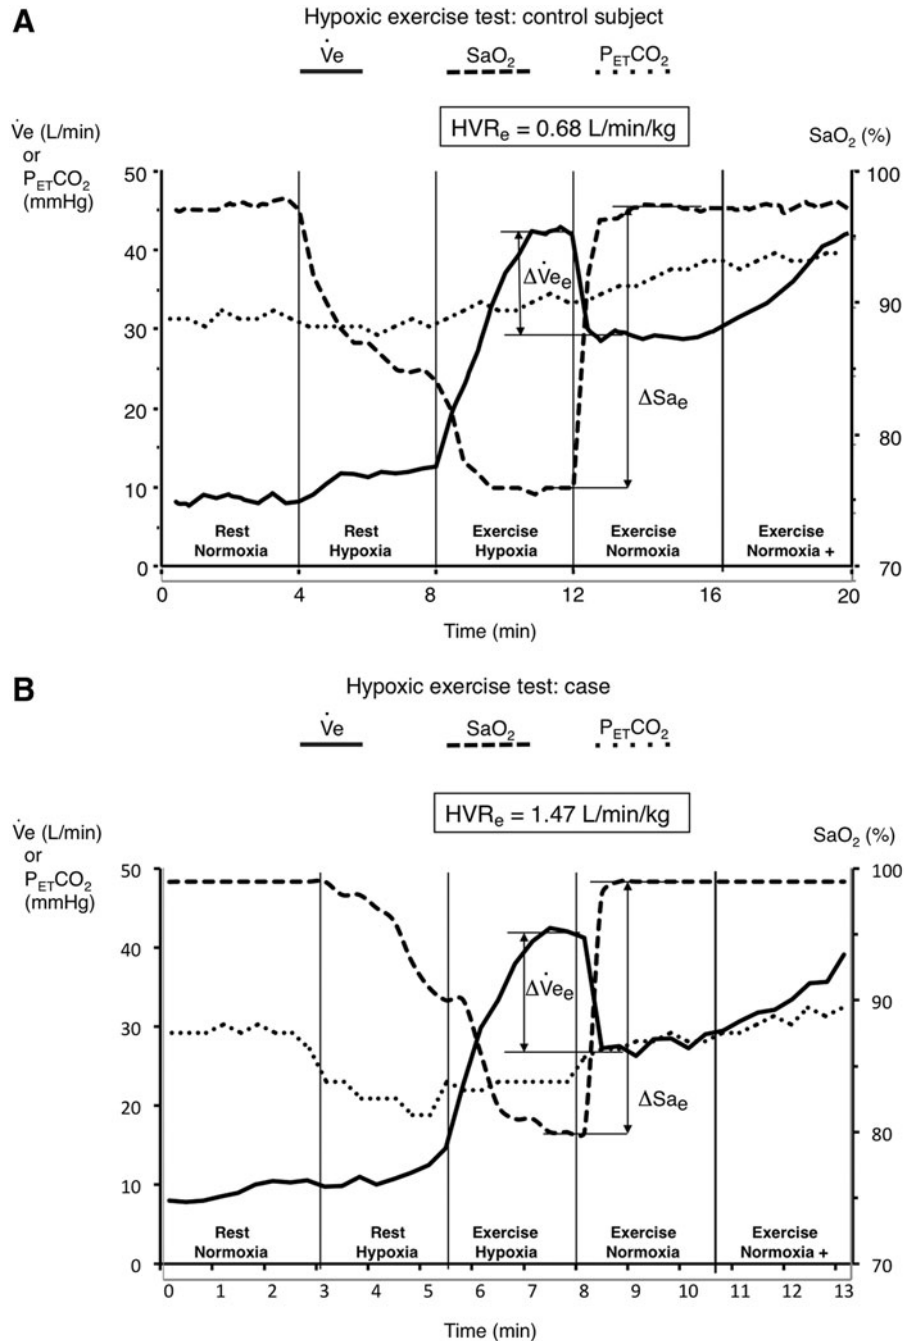 A
Hypoxic exercise test: control subject
V̇e
SaO₂
PETCO₂
HVRe = 0.68 L/min/kg
V̇e (L/min)
or
PETCO₂
(mmHg)
SaO₂ (%)
50
40
30
20
10
0
100
90
80
70
ΔV̇ee
ΔSae
Rest
Normoxia
Rest
Hypoxia
Exercise
Hypoxia
Exercise
Normoxia
Exercise
Normoxia +
0 4 8 12 16 20
Time (min)
B
Hypoxic exercise test: case
V̇e
SaO₂
PETCO₂
HVRe = 1.47 L/min/kg
V̇e (L/min)
or
PETCO₂
(mmHg)
SaO₂ (%)
50
40
30
20
10
0
100
90
80
70
ΔV̇ee
ΔSae
Rest
Normoxia
Rest
Hypoxia
Exercise
Hypoxia
Exercise
Normoxia
Exercise
Normoxia +
0 1 2 3 4 5 6 7 8 9 10 11 12 13
Time (min)